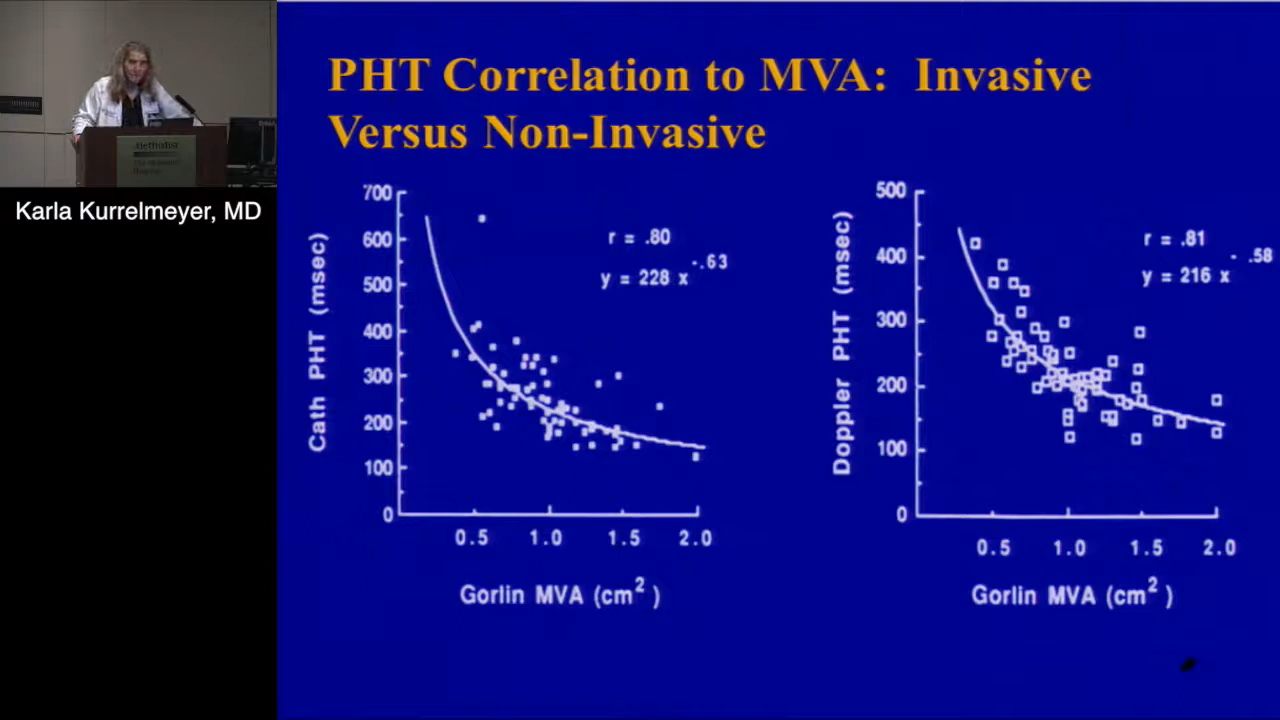 PHT Correlation to MVA: Invasive
Versus Non-Invasive
Methodist
Karla Kurrelmeyer, MD
Cath PHT (msec)
700
600
500
400
300
200
100
0
r = .80
y = 228 x -.63
0.5 1.0 1.5 2.0
Gorlin MVA (cm2)
Doppler PHT (msec)
500
400
300
200
100
0
r = .81
y = 216 x - .58
0.5 1.0 1.5 2.0
Gorlin MVA (cm2)